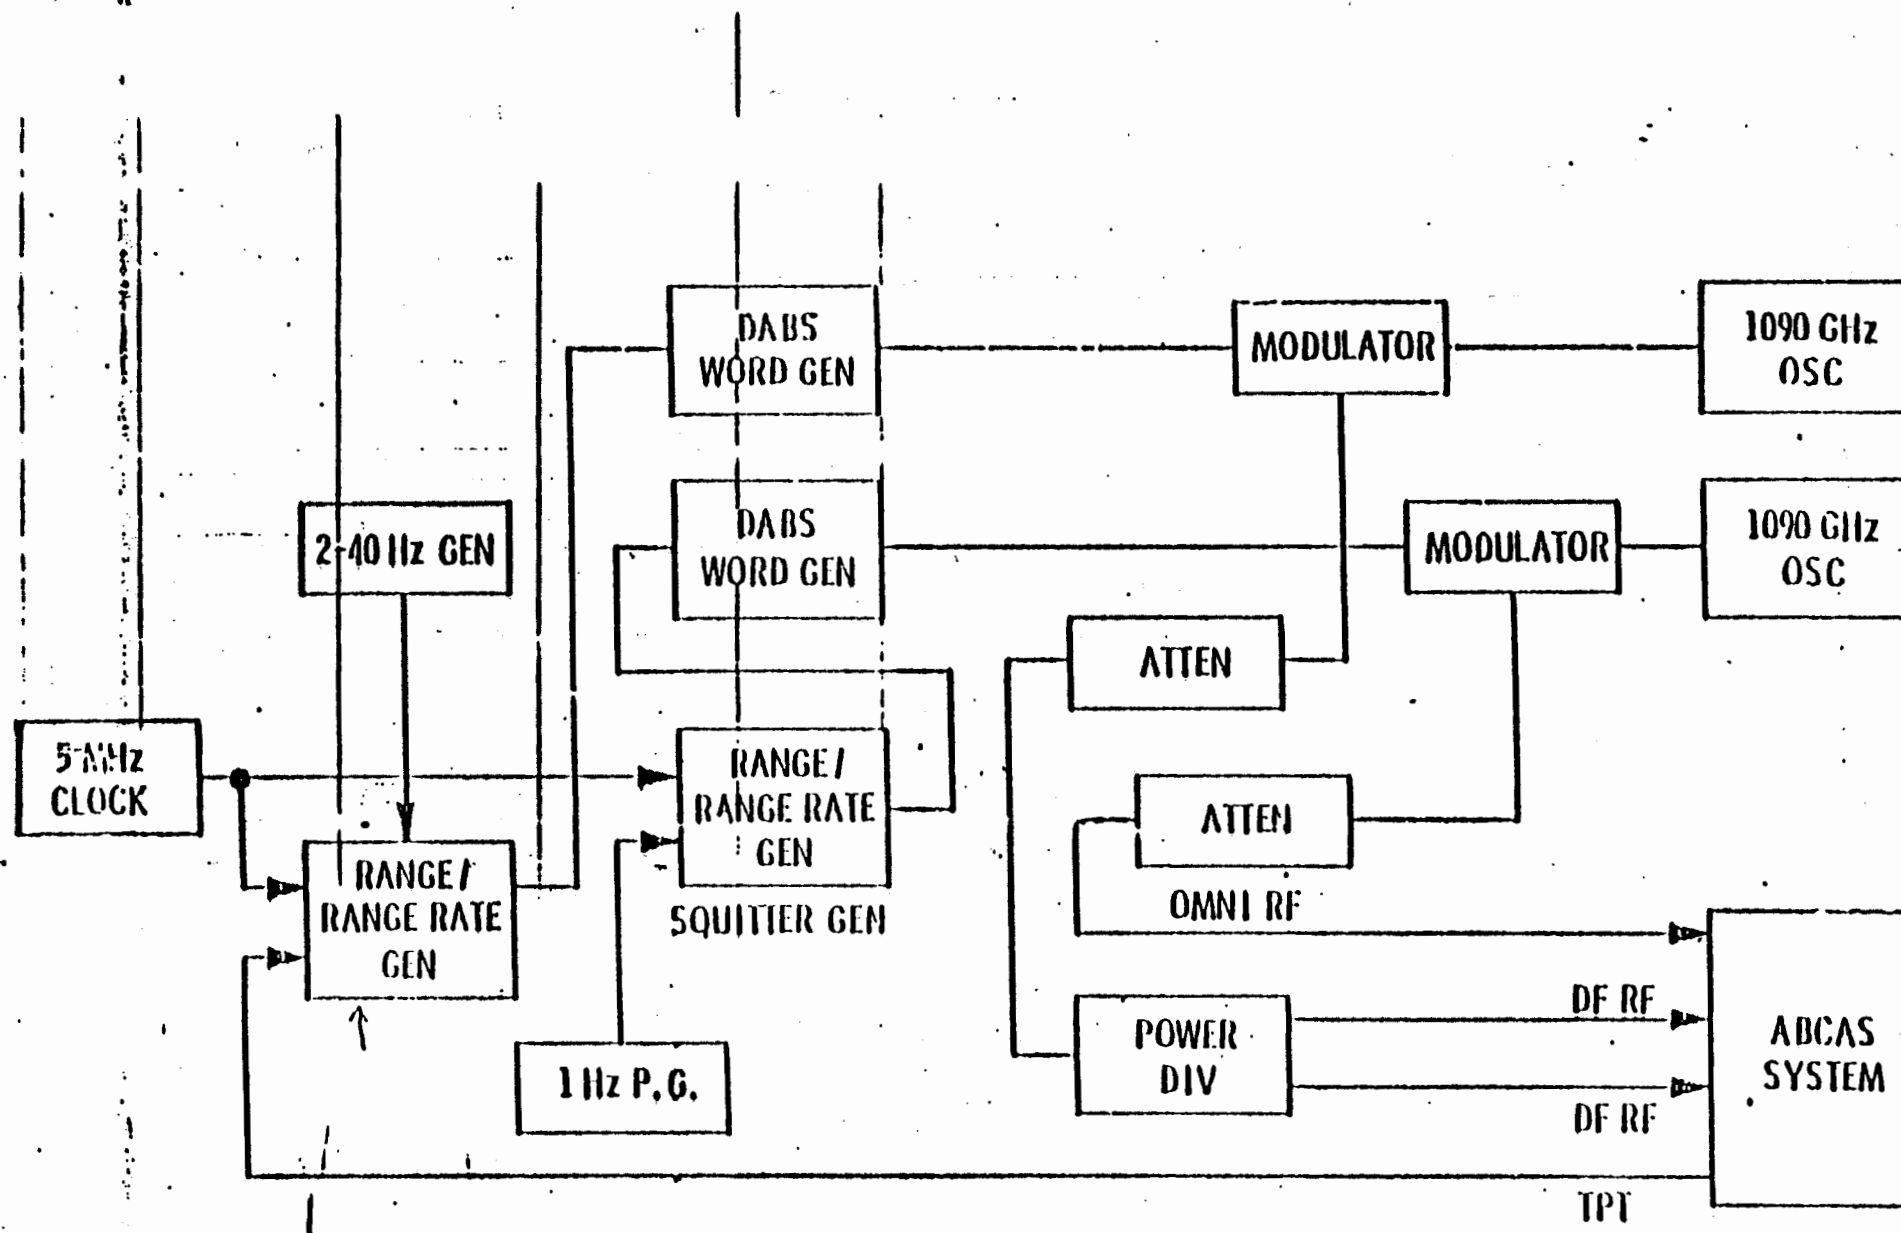 DABS
WORD GEN
MODULATOR
1090 GHz
OSC
2-40 Hz GEN
DABS
WORD GEN
MODULATOR
1090 GHz
OSC
ATTEN
5-MHz
CLOCK
RANGE/
RANGE RATE
GEN
SQUITTER GEN
ATTEN
OMNI RF
RANGE/
RANGE RATE
GEN
1 Hz P.G.
POWER
DIV
DF RF
DF RF
ABCAS
SYSTEM
TPT